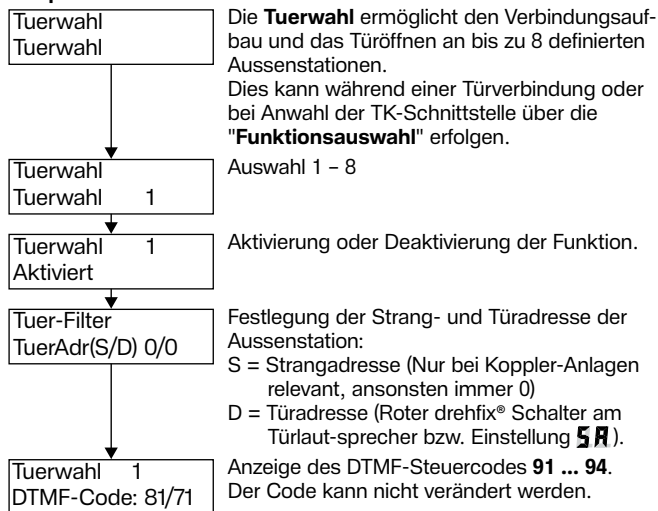 Tuerwahl
Tuerwahl
Die Tuerwahl ermöglicht den Verbindungsauf-
bau und das Türöffnen an bis zu 8 definierten
Aussenstationen.
Dies kann während einer Türverbindung oder
bei Anwahl der TK-Schnittstelle über die
"Funktionsauswahl" erfolgen.
Tuerwahl
Tuerwahl 1
Auswahl 1 – 8
Tuerwahl 1
Aktiviert
Aktivierung oder Deaktivierung der Funktion.
Tuer-Filter
TuerAdr(S/D) 0/0
Festlegung der Strang- und Türadresse der
Aussenstation:
S = Strangadresse (Nur bei Koppler-Anlagen
relevant, ansonsten immer 0)
D = Türadresse (Roter drehfix® Schalter am
Türlaut-sprecher bzw. Einstellung 5A).
Tuerwahl 1
DTMF-Code: 81/71
Anzeige des DTMF-Steuercodes 91 ... 94.
Der Code kann nicht verändert werden.